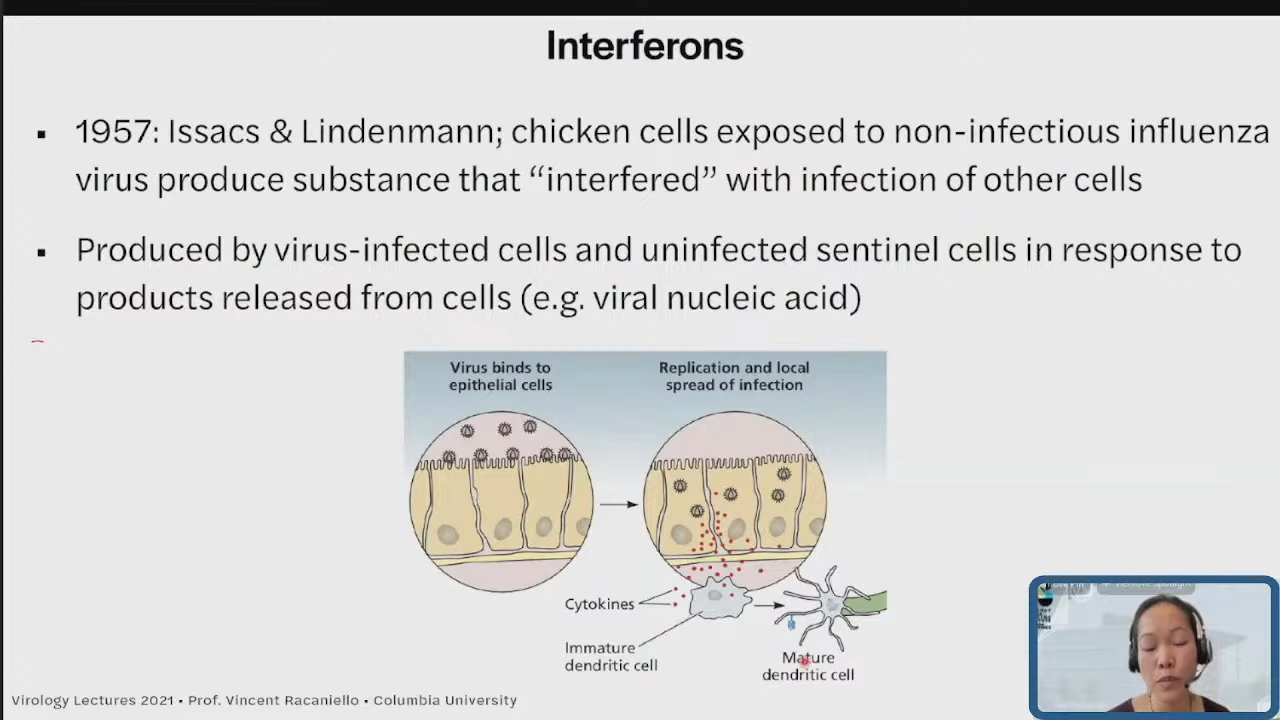 Interferons
▪ 1957: Issacs & Lindenmann; chicken cells exposed to non-infectious influenza
virus produce substance that “interfered” with infection of other cells
▪ Produced by virus-infected cells and uninfected sentinel cells in response to
products released from cells (e.g. viral nucleic acid)
Virus binds to
epithelial cells
Replication and local
spread of infection
Cytokines
Immature
dendritic cell
Mature
dendritic cell
Virology Lectures 2021 • Prof. Vincent Racaniello • Columbia University